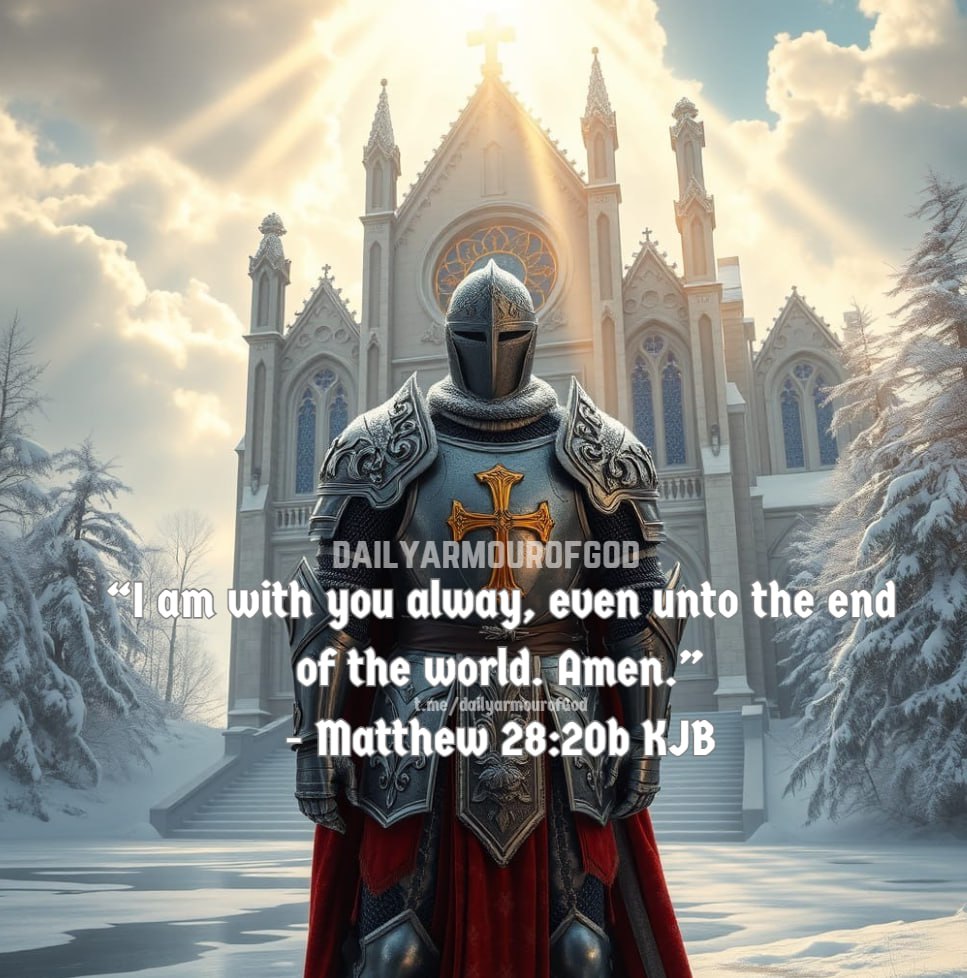 DAILYARMOUROFGOD
“I am with you alway, even unto the end
of the world. Amen.”
t.me/dailyarmourofGod
- Matthew 28:20b KJB